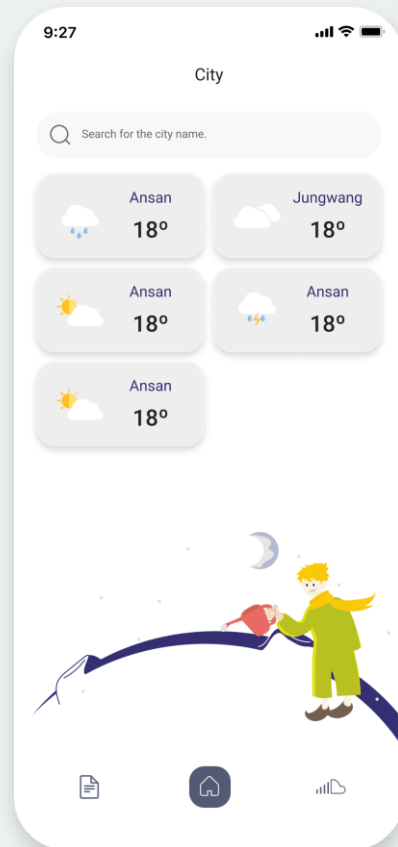 9:27
City
Search for the city name.
Ansan
18º
Jungwang
18º
Ansan
18º
Ansan
18º
Ansan
18º